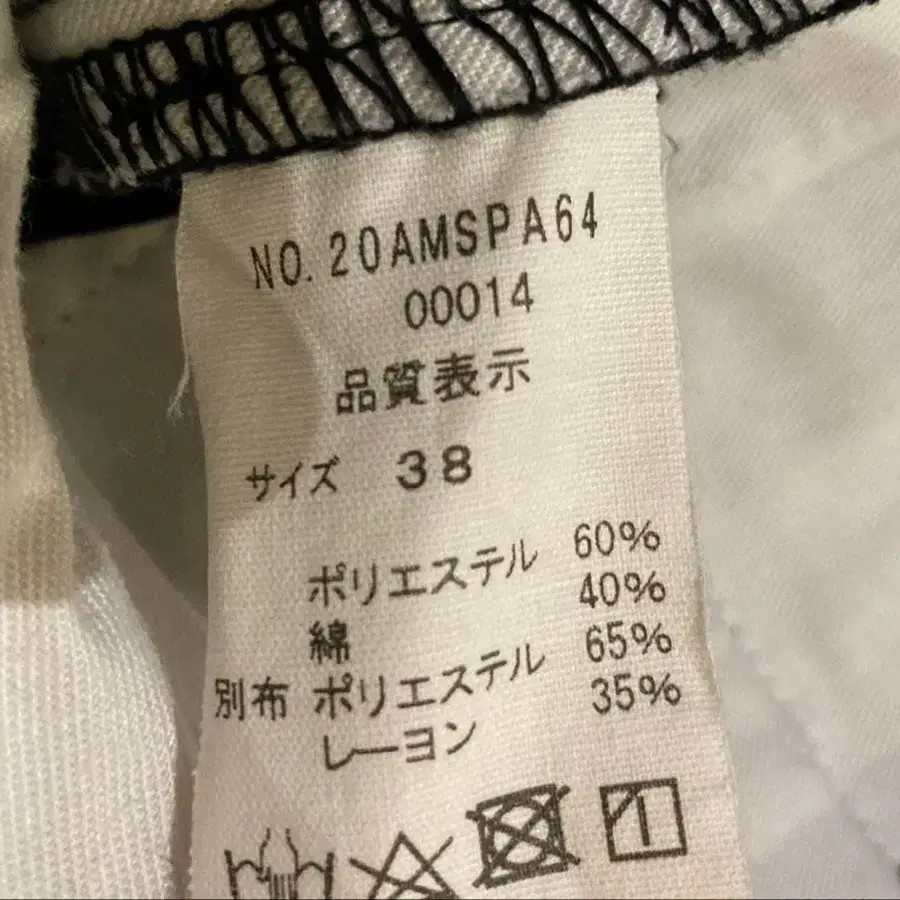 NO. 20AMSPA64
00014
品質表示
サイズ 38
ポリエステル 60%
綿 40%
別布 ポリエステル 65%
レーヨン 35%